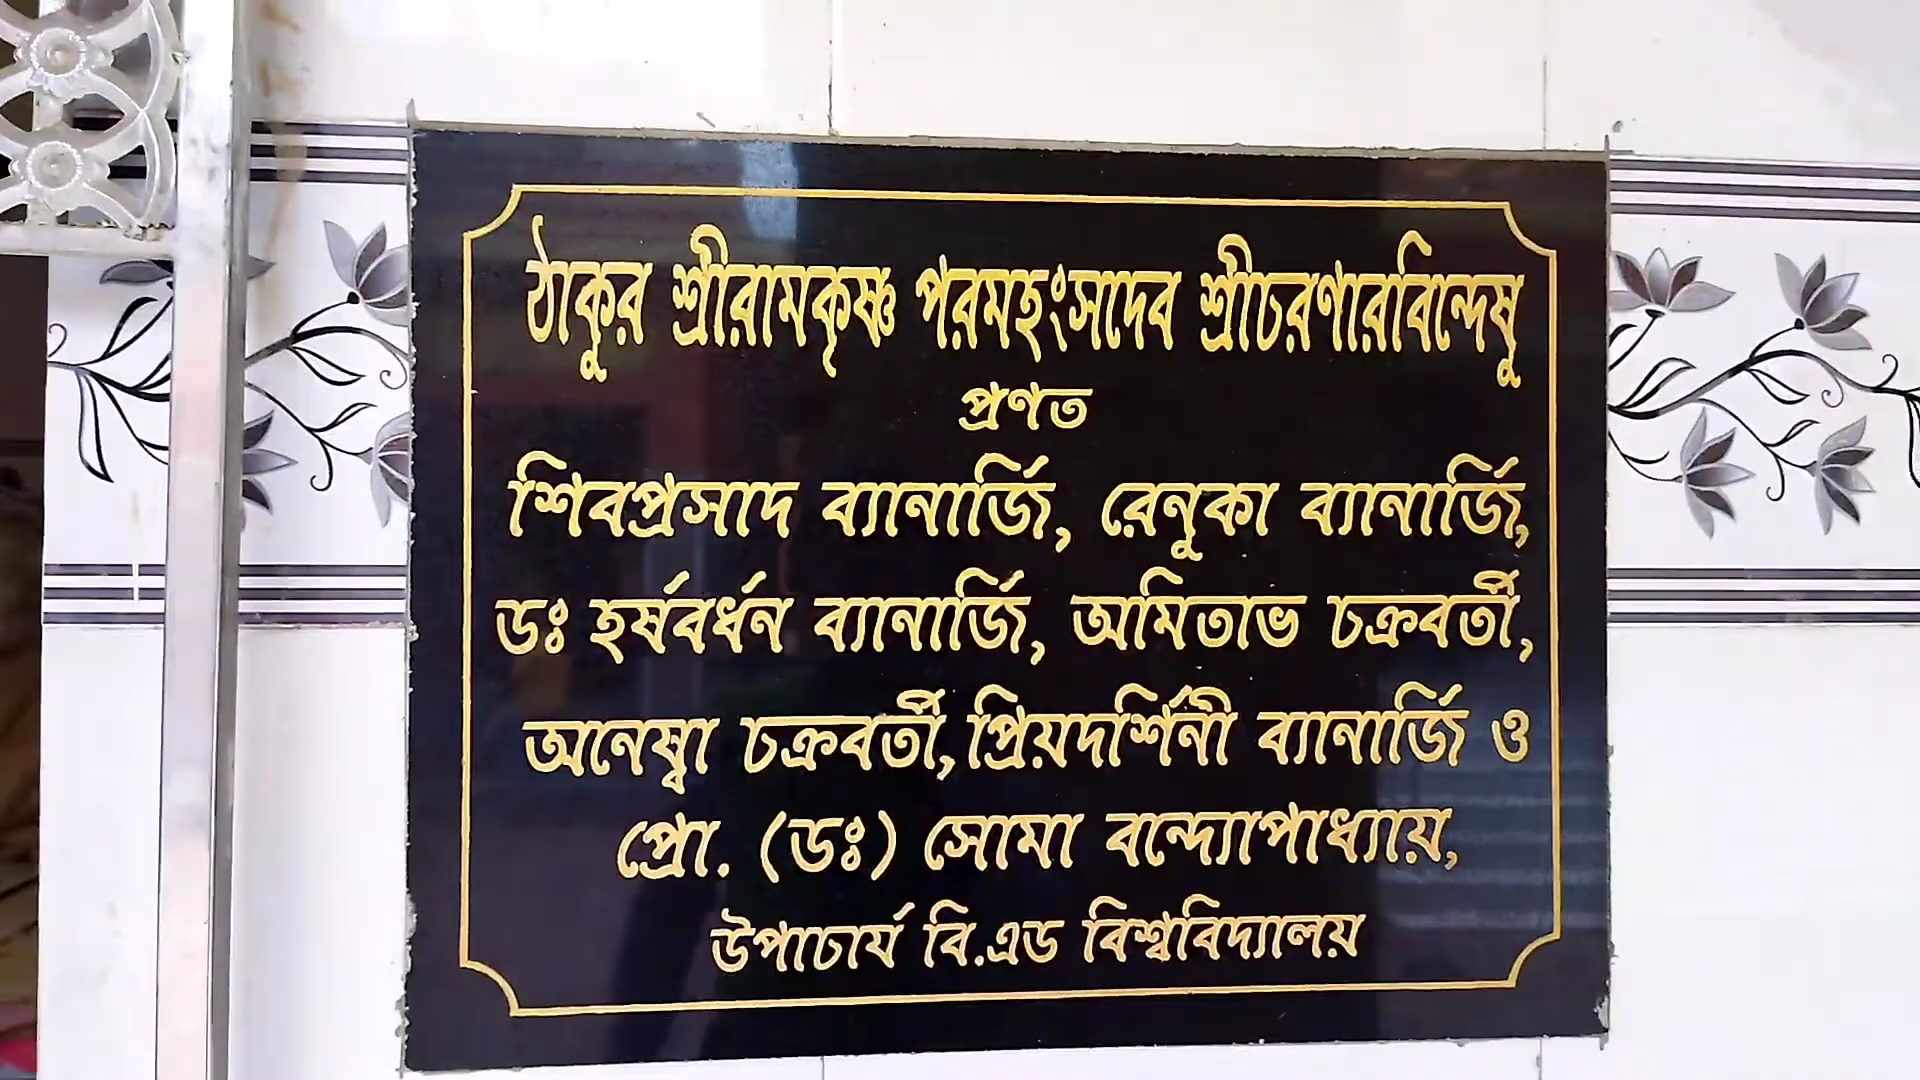 ঠাকুর শ্রীরামকৃষ্ণ পরমহংসদেব শ্রীচরণারবিন্দেষু
প্রণত
শিবপ্রসাদ ব্যানার্জি, রেনুকা ব্যানার্জি,
ডঃ হর্ষবর্ধন ব্যানার্জি, অমিতাভ চক্রবর্তী,
অনেষ্বা চক্রবর্তী, প্রিয়দর্শিনী ব্যানার্জি ও
প্রো. (ডঃ) সোমা বন্দ্যোপাধ্যায়,
উপাচার্য বি.এড বিশ্ববিদ্যালয়